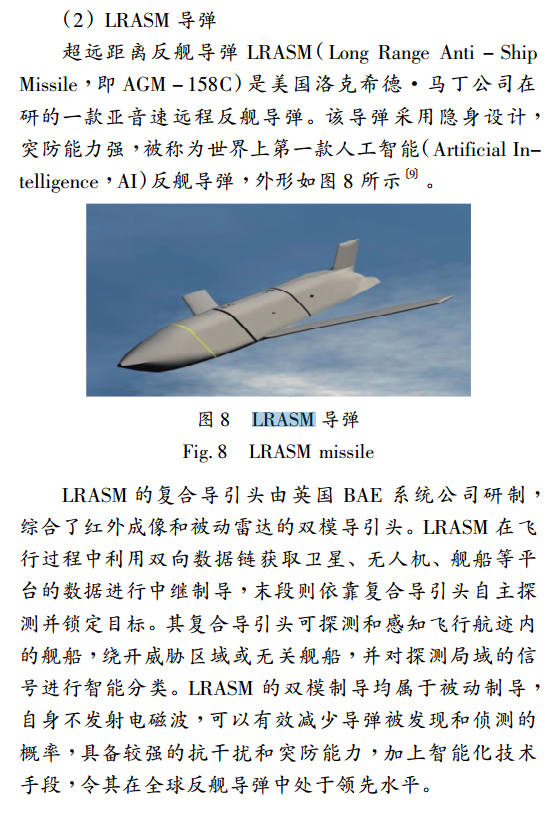 （2）LRASM 导弹
超远距离反舰导弹 LRASM（Long Range Anti－Ship
Missile，即 AGM－158C）是美国洛克希德·马丁公司在
研的一款亚音速远程反舰导弹。该导弹采用隐身设计，
突防能力强，被称为世界上第一款人工智能（Artificial In-
telligence，AI）反舰导弹，外形如图 8 所示〔9〕。
图 8 LRASM 导弹
Fig. 8 LRASM missile
LRASM 的复合导引头由英国 BAE 系统公司研制，
综合了红外成像和被动雷达的双模导引头。LRASM 在飞
行过程中利用双向数据链获取卫星、无人机、舰船等平
台的数据进行中继制导，末段则依靠复合导引头自主探
测并锁定目标。其复合导引头可探测和感知飞行航迹内
的舰船，绕开威胁区域或无关舰船，并对探测局域的信
号进行智能分类。LRASM 的双模制导均属于被动制导，
自身不发射电磁波，可以有效减少导弹被发现和侦测的
概率，具备较强的抗干扰和突防能力，加上智能化技术
手段，令其在全球反舰导弹中处于领先水平。